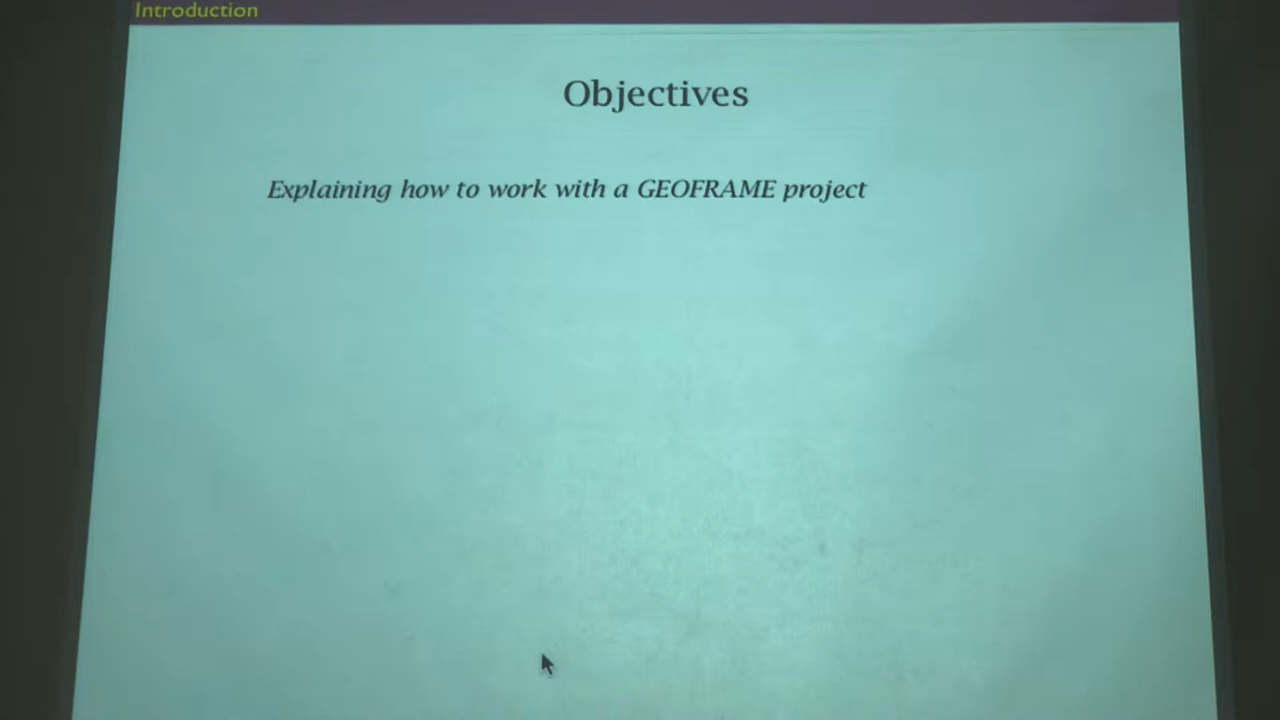 Introduction
Objectives
Explaining how to work with a GEOFRAME project